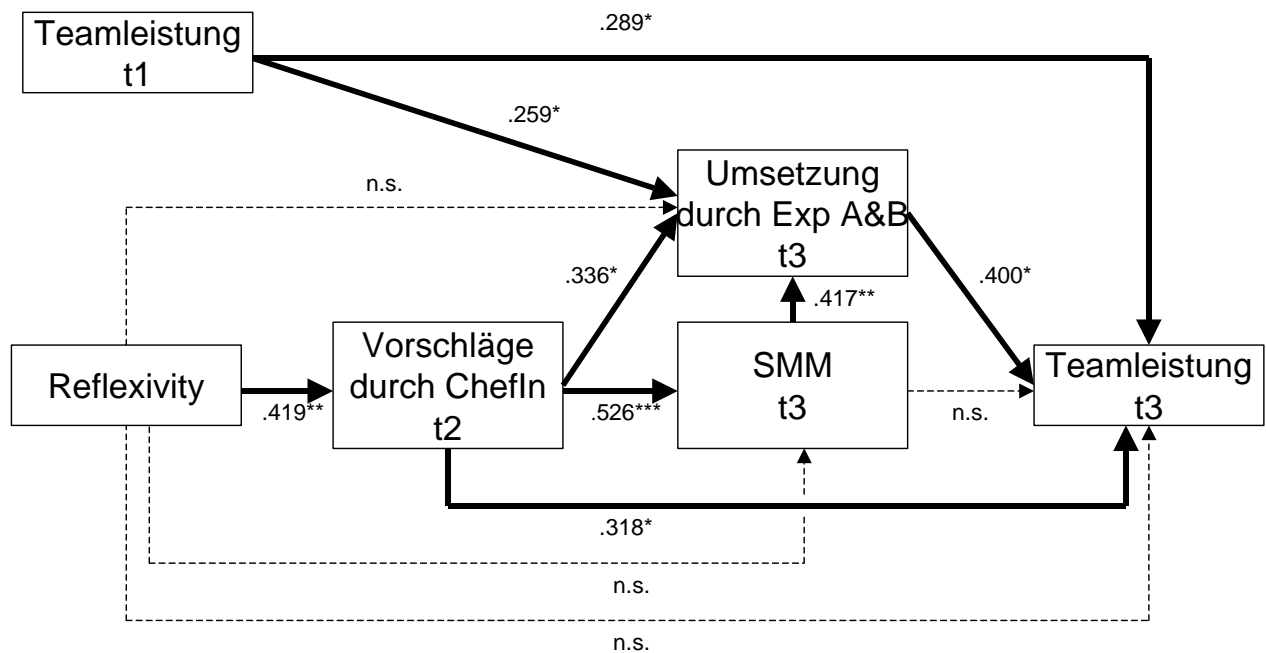 Teamleistung
t1
.289*
.259*
n.s.
Umsetzung
durch Exp A&B
t3
.336*
.417**
.400*
Reflexivity
.419**
Vorschläge
durch ChefIn
t2
.526***
SMM
t3
n.s.
Teamleistung
t3
.318*
n.s.
n.s.